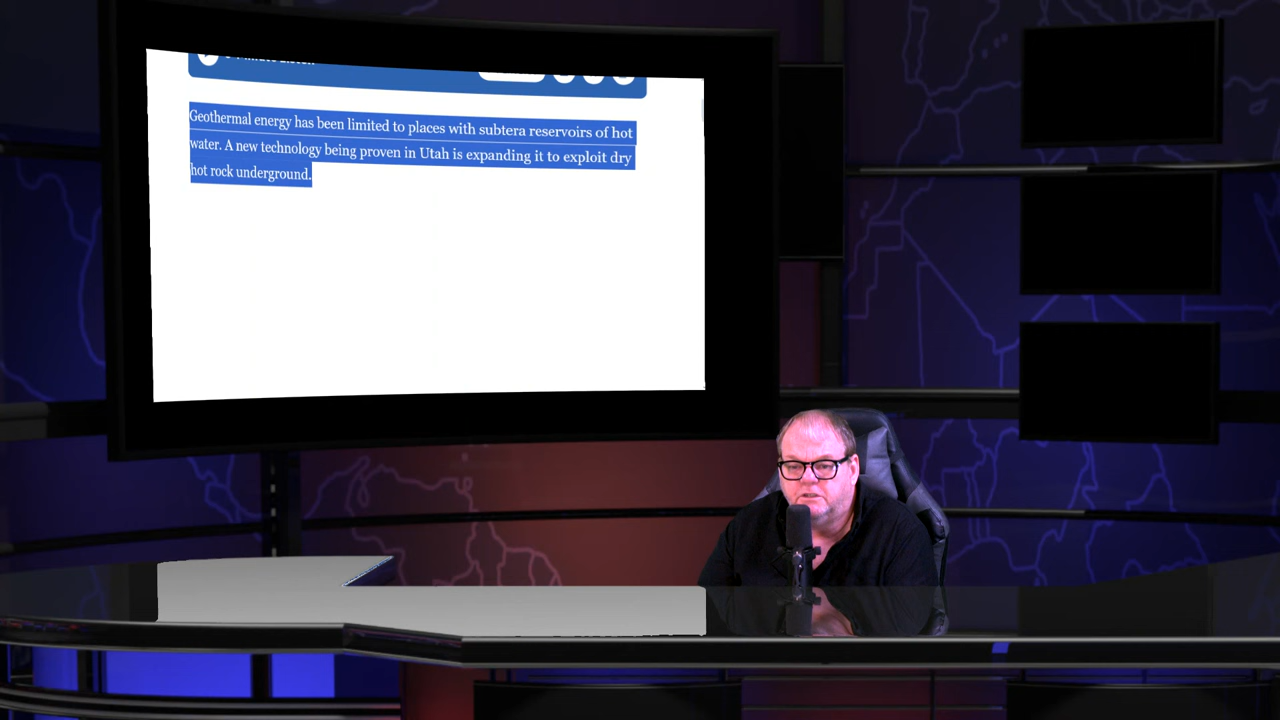 Geothermal energy has been limited to places with subtera reservoirs of hot
water. A new technology being proven in Utah is expanding it to exploit dry
hot rock underground.